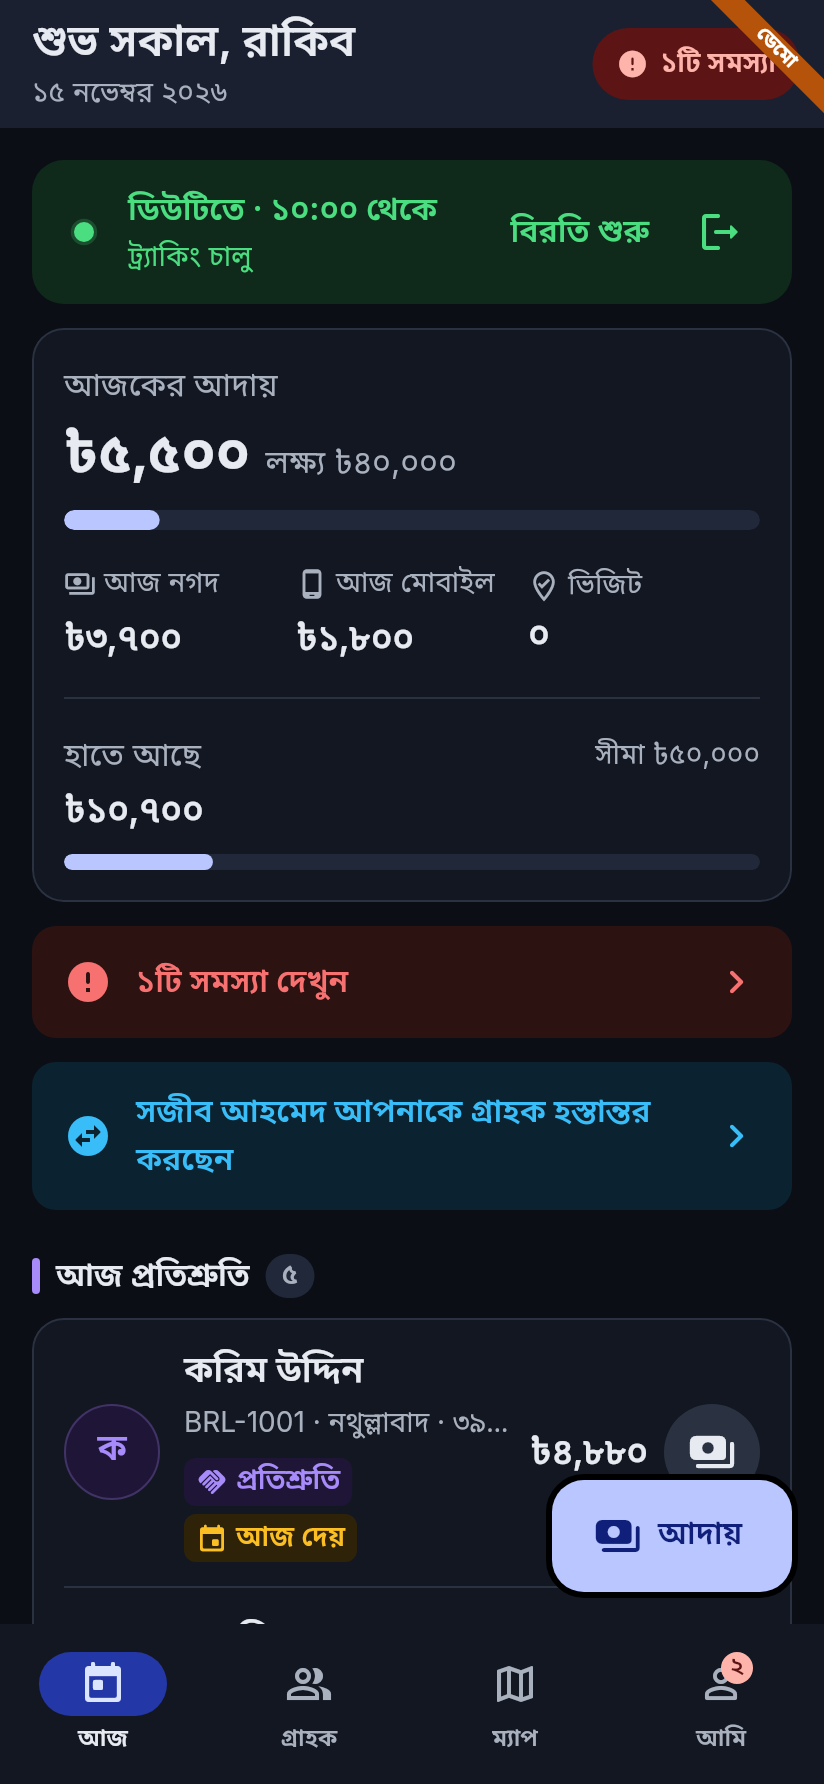 শুভ সকাল, রাকিব
১৫ নভেম্বর ২০২৬
১টি সমস্যা
ডেমো
ডিউটিতে · ১০:০০ থেকে
ট্র্যাকিং চালু
বিরতি শুরু
আজকের আদায়
৳৫,৫০০ লক্ষ্য ৳৪০,০০০
আজ নগদ
৳৩,৭০০
আজ মোবাইল
৳১,৮০০
ভিজিট
০
হাতে আছে
সীমা ৳৫০,০০০
৳১০,৭০০
১টি সমস্যা দেখুন
সজীব আহমেদ আপনাকে গ্রাহক হস্তান্তর
করছেন
আজ প্রতিশ্রুতি ৫
ক
করিম উদ্দিন
BRL-1001 · নথুল্লাবাদ · ৩৯...
প্রতিশ্রুতি
আজ দেয়
৳৪,৮৮০
আদায়
আজ
গ্রাহক
ম্যাপ
২
আমি